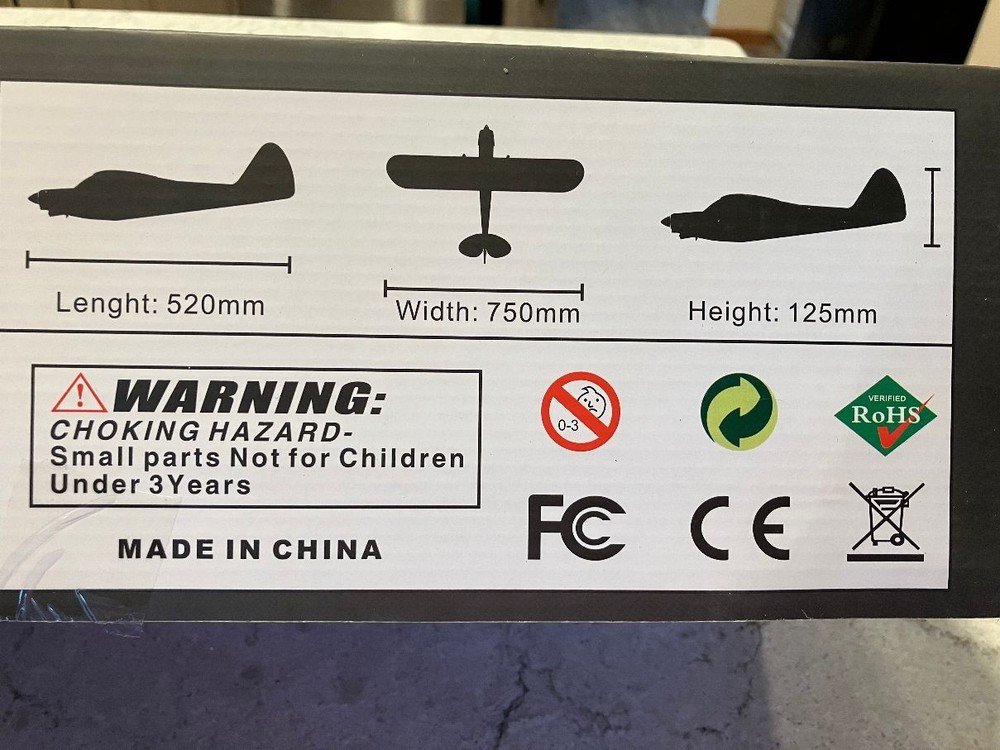 Lenght: 520mm
Width: 750mm
Height: 125mm
WARNING:
CHOKING HAZARD-
Small parts Not for Children
Under 3Years
MADE IN CHINA
0-3
VERIFIED
RoHS
FC
CE